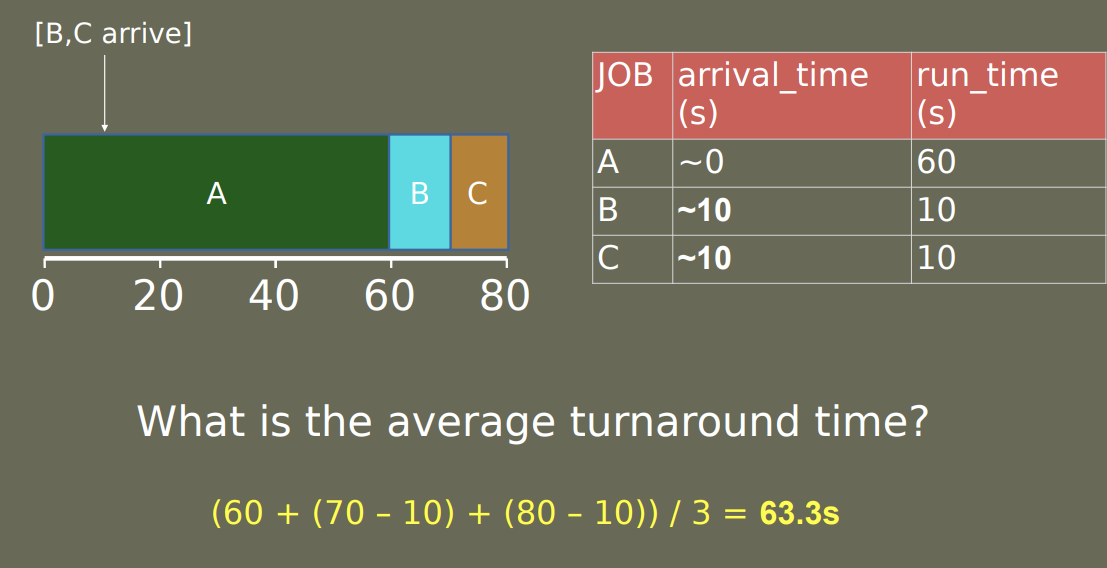 [B,C arrive]
A B C
0 20 40 60 80
JOB arrival_time (s) run_time (s)
A ~0 60
B ~10 10
C ~10 10
What is the average turnaround time?
(60 + (70 – 10) + (80 – 10)) / 3 = 63.3s